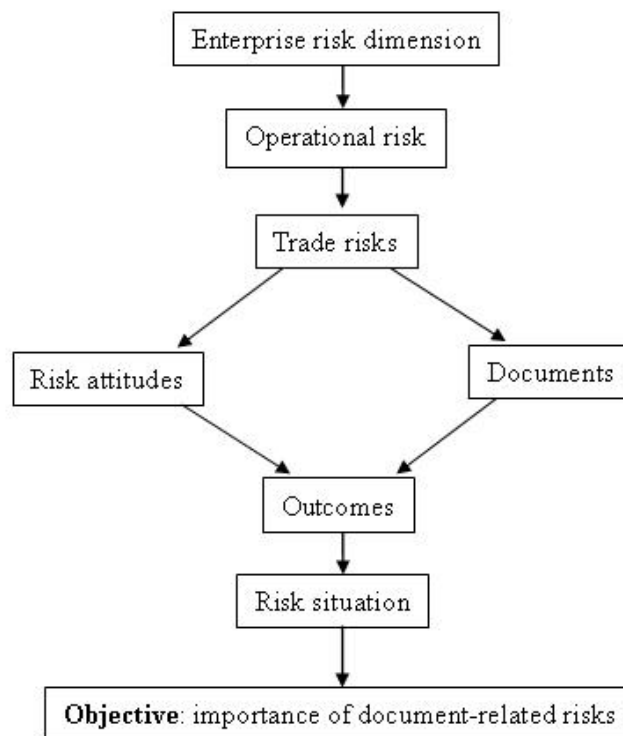 Enterprise risk dimension
Operational risk
Trade risks
Risk attitudes
Documents
Outcomes
Risk situation
Objective: importance of document-related risks